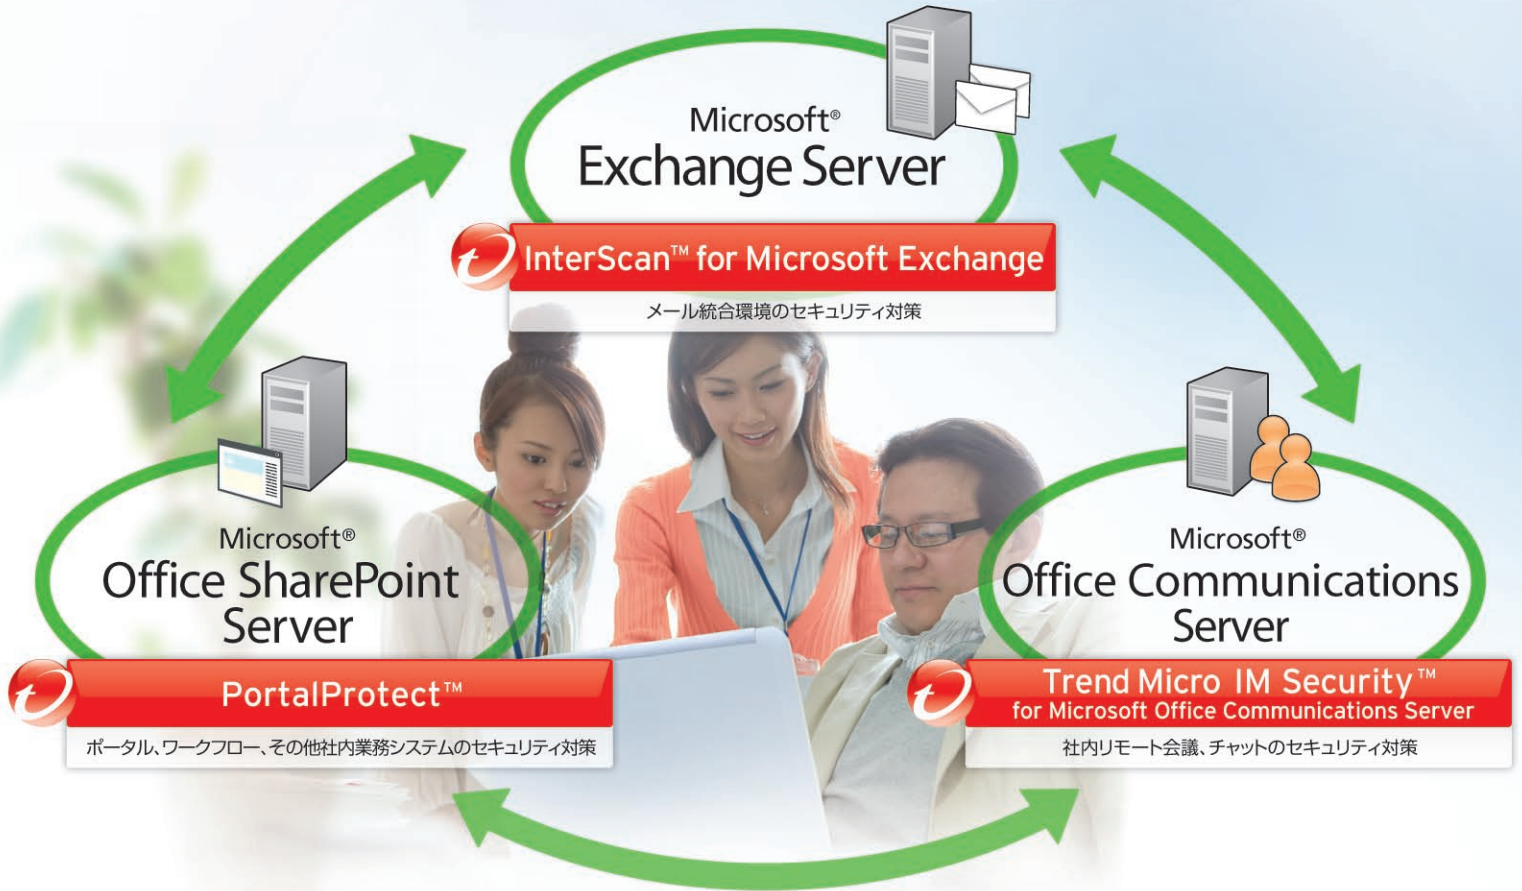 Microsoft®
Exchange Server
InterScan™ for Microsoft Exchange
メール統合環境のセキュリティ対策
Microsoft®
Office SharePoint
Server
PortalProtect™
ポータル、ワークフロー、その他社内業務システムのセキュリティ対策
Microsoft®
Office Communications
Server
Trend Micro IM Security™
for Microsoft Office Communications Server
社内リモート会議、チャットのセキュリティ対策